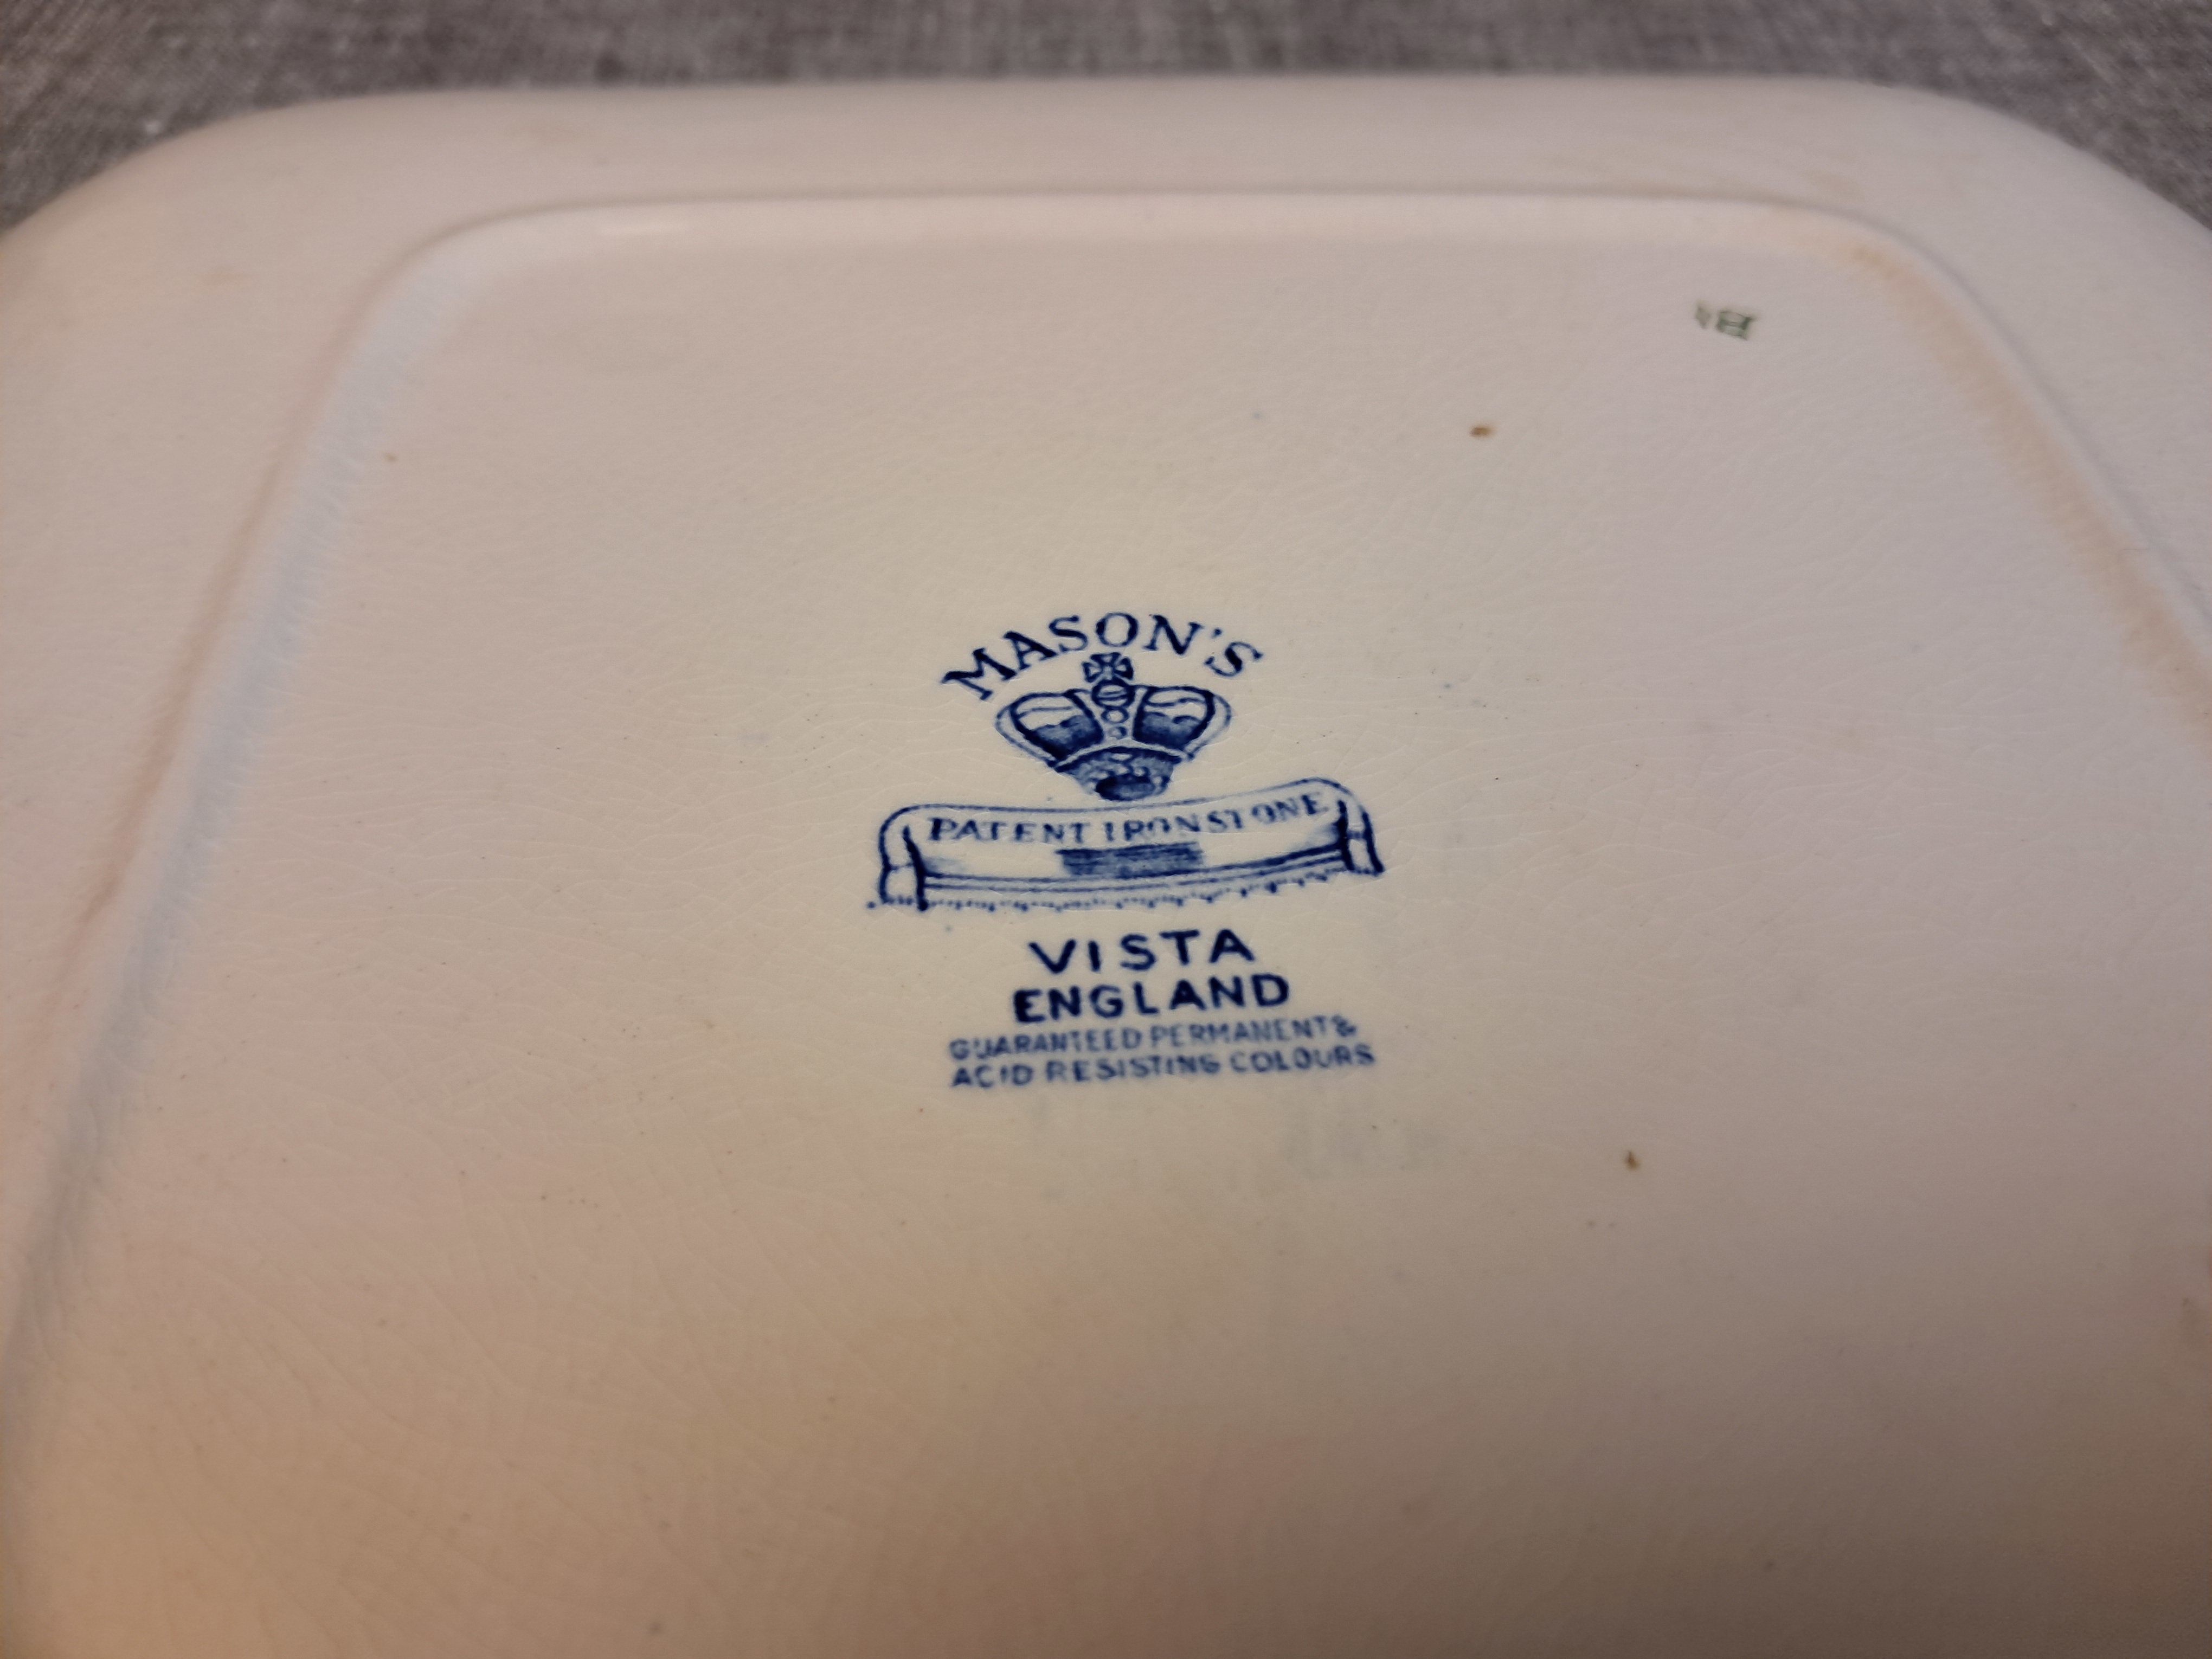 MASON'S
PATENT IRONSTONE
VISTA
ENGLAND
GUARANTEED PERMANENT &
ACID RESISTING COLOURS